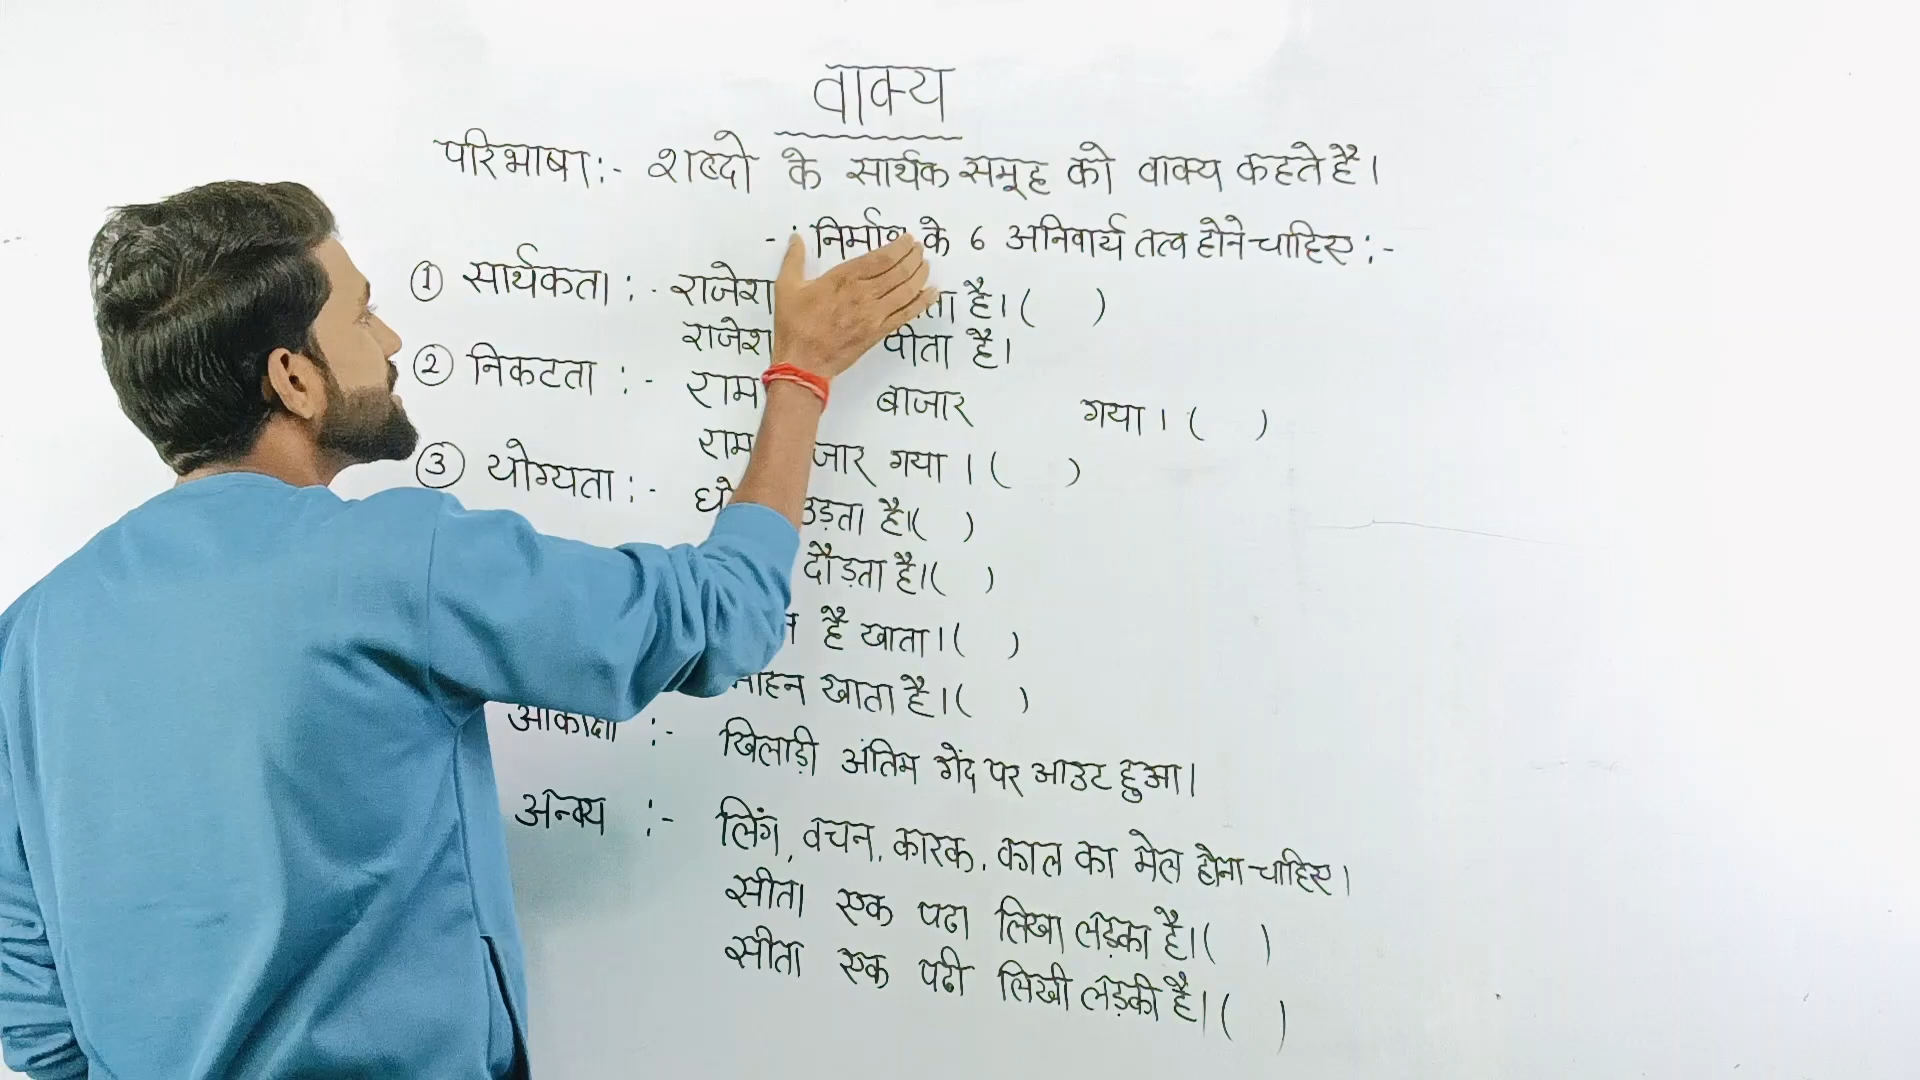 वाक्य
परिभाषा:- शब्दो के सार्थक समूह को वाक्य कहते है।
निर्माण के 6 अनिवार्य तत्व होने चाहिए:-
① सार्थकता:- राजेश है। ( )
राजेश पीता है।
② निकटता:- राम बाजार गया। ( )
राम गया। ( )
③ योग्यता:- उड़ता है।( )
दौड़ता है।( )
है खाता।( )
मोहन खाता है।( )
:- खिलाड़ी अंतिम गेंद पर आउट हुआ।
अन्वय:- लिंग, वचन, कारक, काल का मेल होना चाहिए।
सीता एक पढा लिखा लड़का है।( )
सीता एक पढी लिखी लड़की है।( )